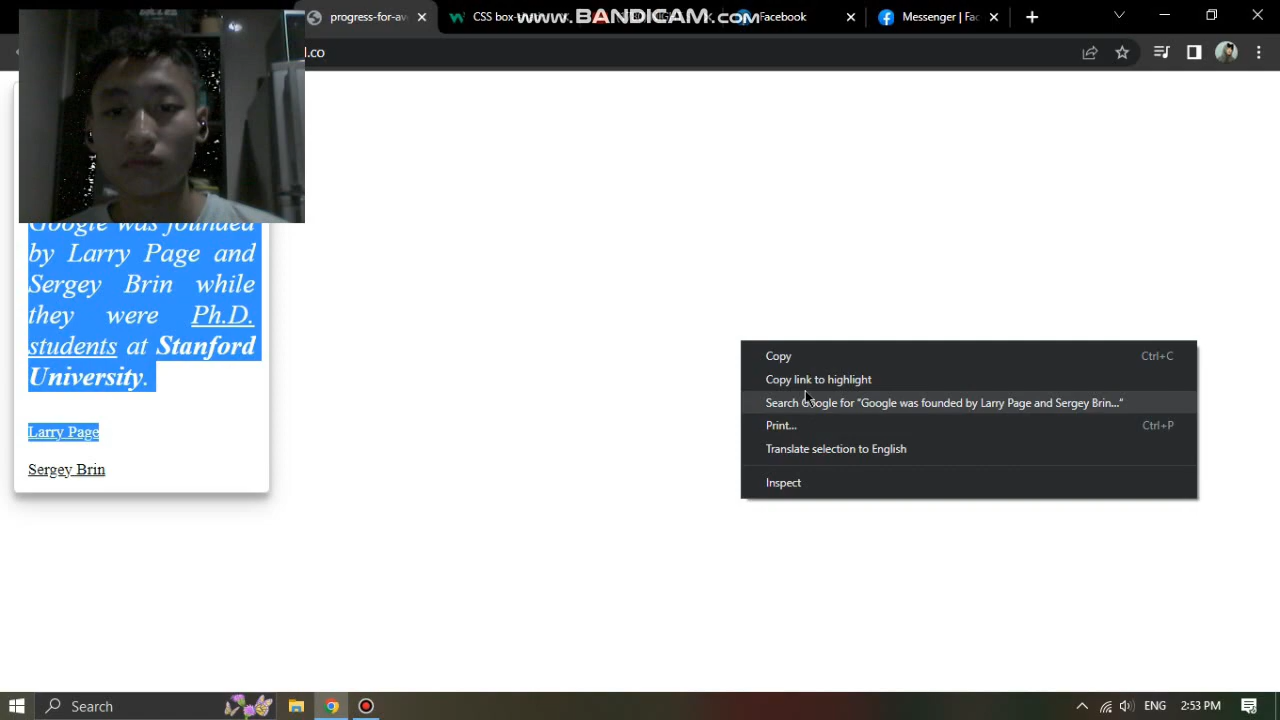 progress-for-aw
CSS box-
www.BANDICAM.com
Facebook
Messenger | Fac
l.co
Google was founded
by Larry Page and
Sergey Brin while
they were Ph.D.
students at Stanford
University.
Larry Page
Sergey Brin
Copy Ctrl+C
Copy link to highlight
Search Google for “Google was founded by Larry Page and Sergey Brin...”
Print... Ctrl+P
Translate selection to English
Inspect
Search
ENG
2:53 PM